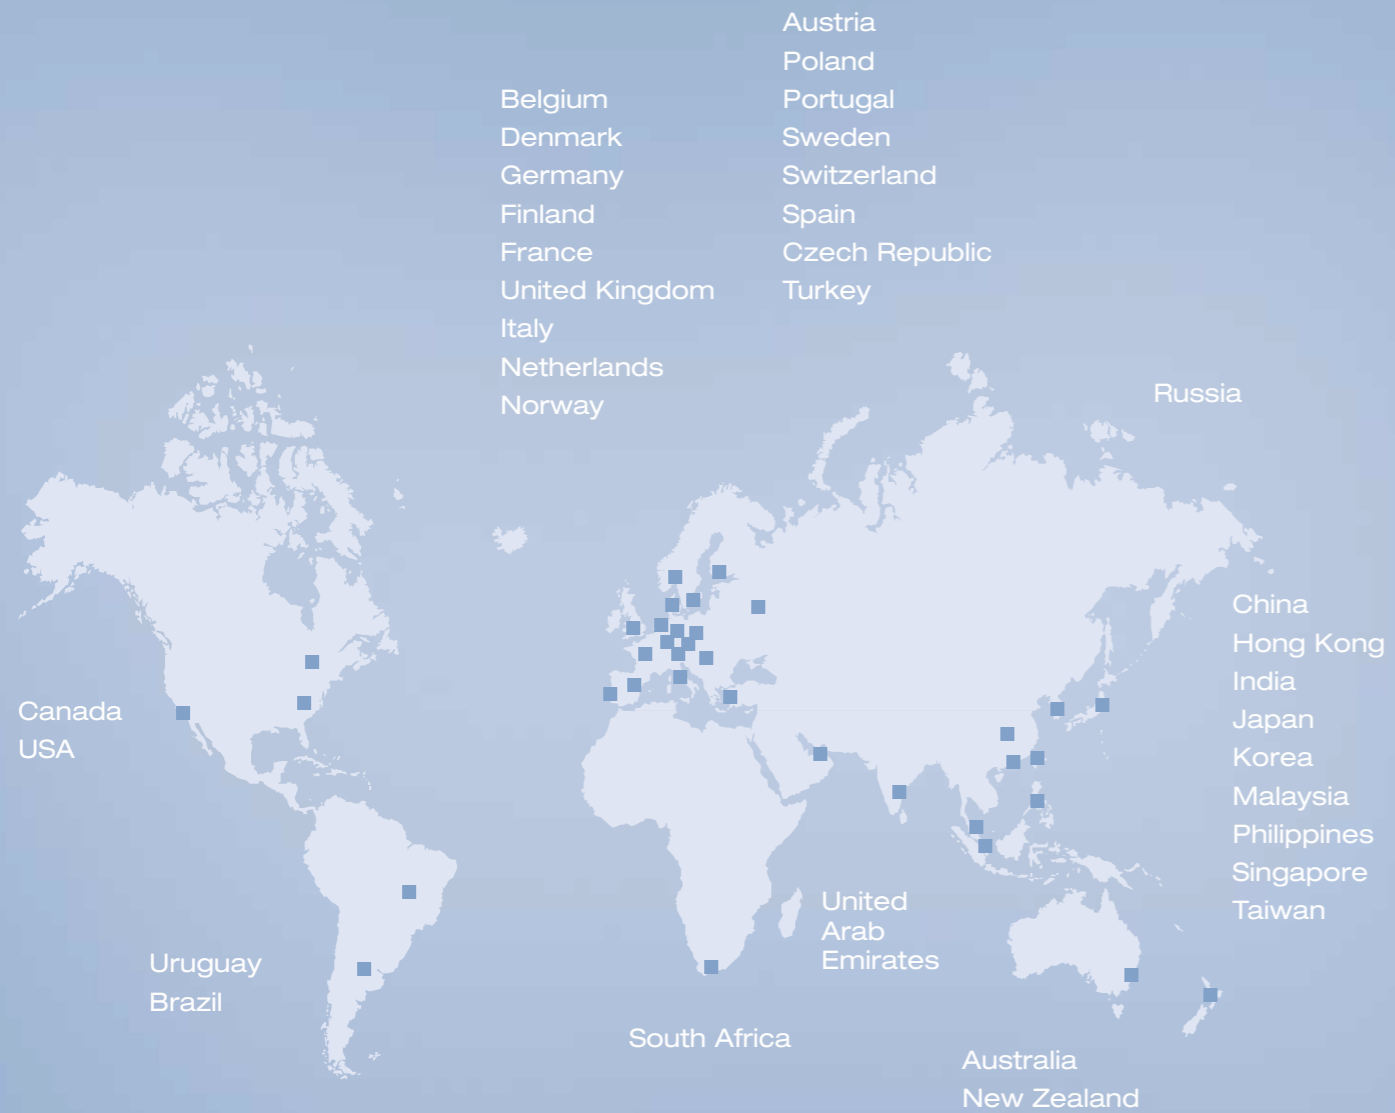 Belgium
Denmark
Germany
Finland
France
United Kingdom
Italy
Netherlands
Norway
Austria
Poland
Portugal
Sweden
Switzerland
Spain
Czech Republic
Turkey
Russia
Canada
USA
China
Hong Kong
India
Japan
Korea
Malaysia
Philippines
Singapore
Taiwan
Uruguay
Brazil
United
Arab
Emirates
South Africa
Australia
New Zealand